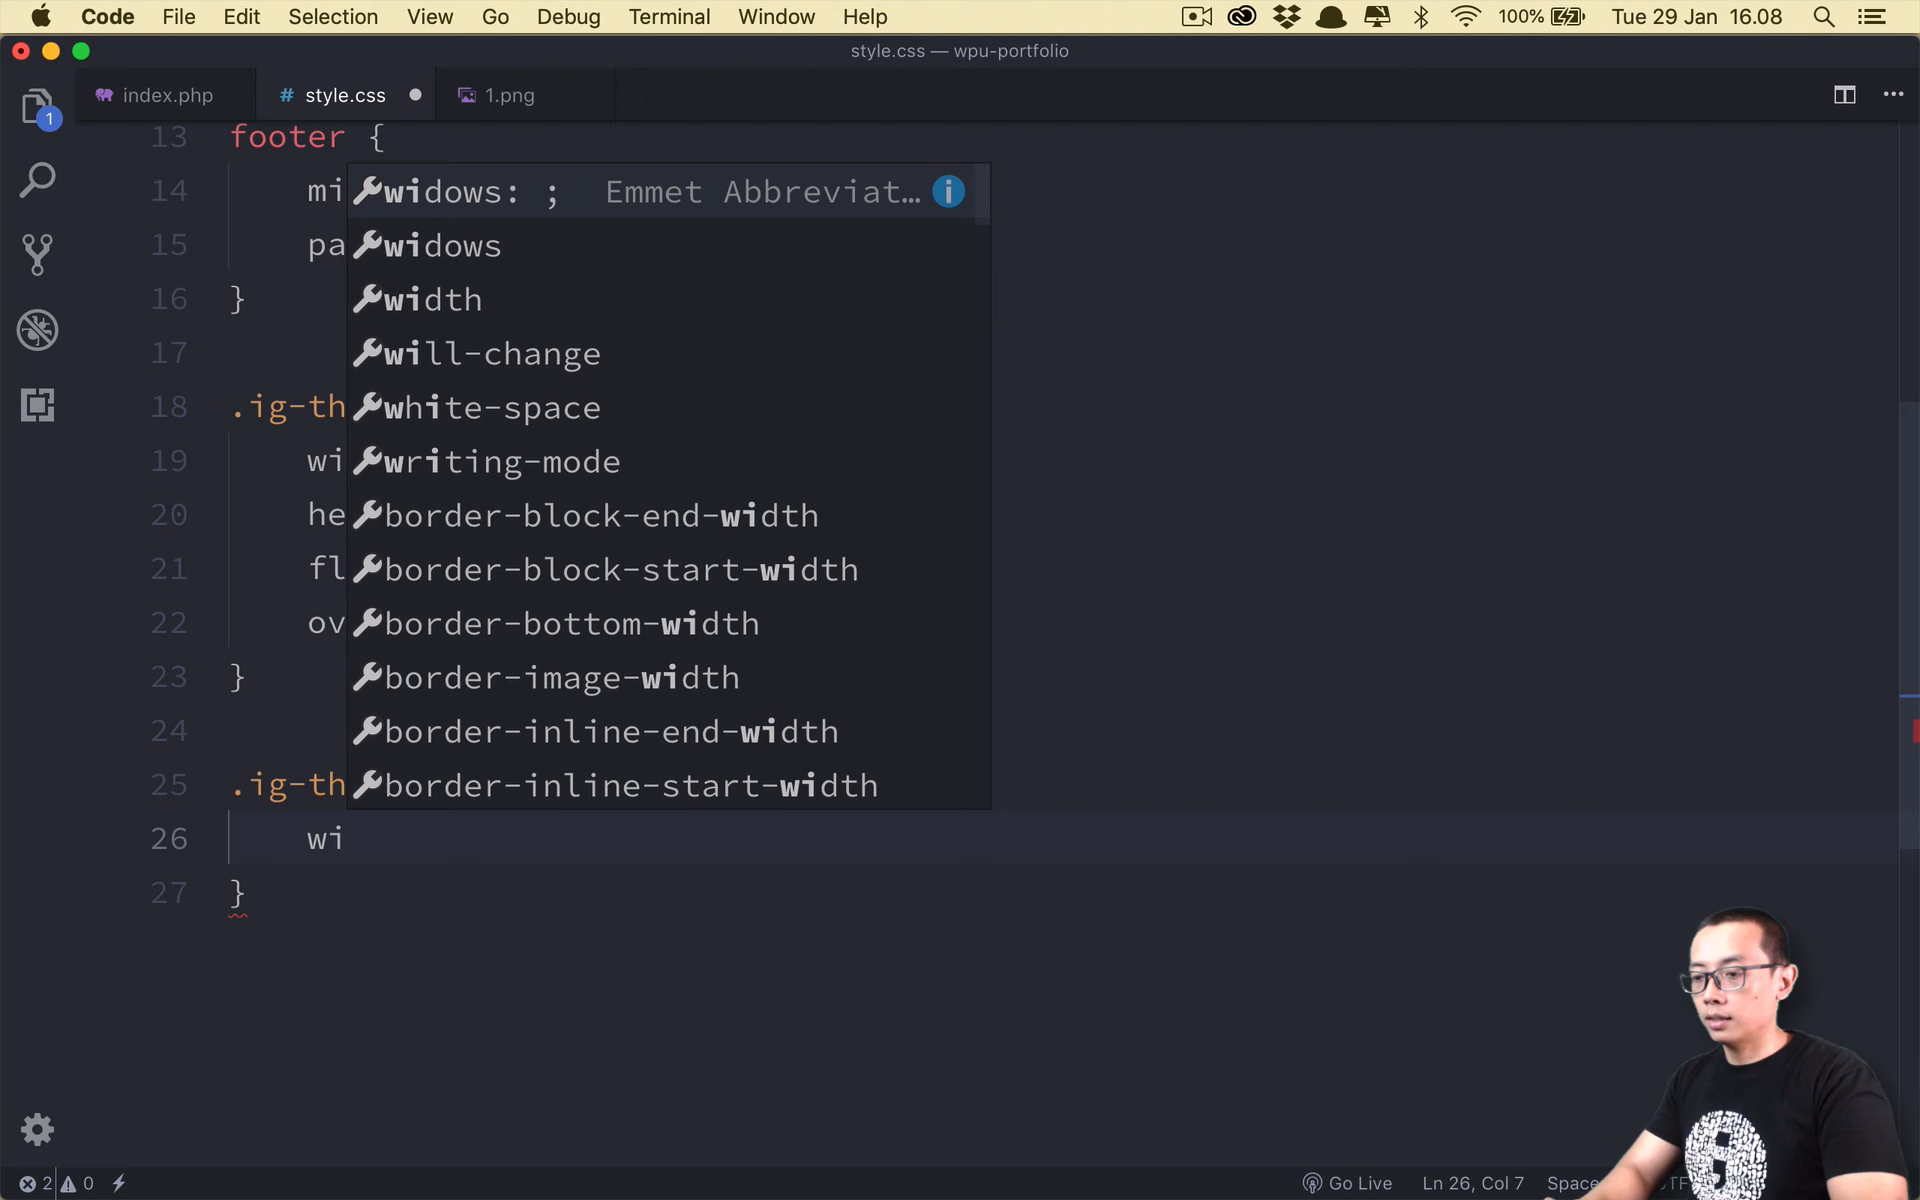 Code File Edit Selection View Go Debug Terminal Window Help 100% Tue 29 Jan 16.08
style.css — wpu-portfolio
1 index.php # style.css 1.png
13 footer {
14 mi widows: ; Emmet Abbreviat…
15 pa widows
16 } width
17 will-change
18 .ig-th white-space
19 wi writing-mode
20 he border-block-end-width
21 fl border-block-start-width
22 ov border-bottom-width
23 } border-image-width
24 border-inline-end-width
25 .ig-th border-inline-start-width
26 wi
27 }
2 0 Go Live Ln 26, Col 7